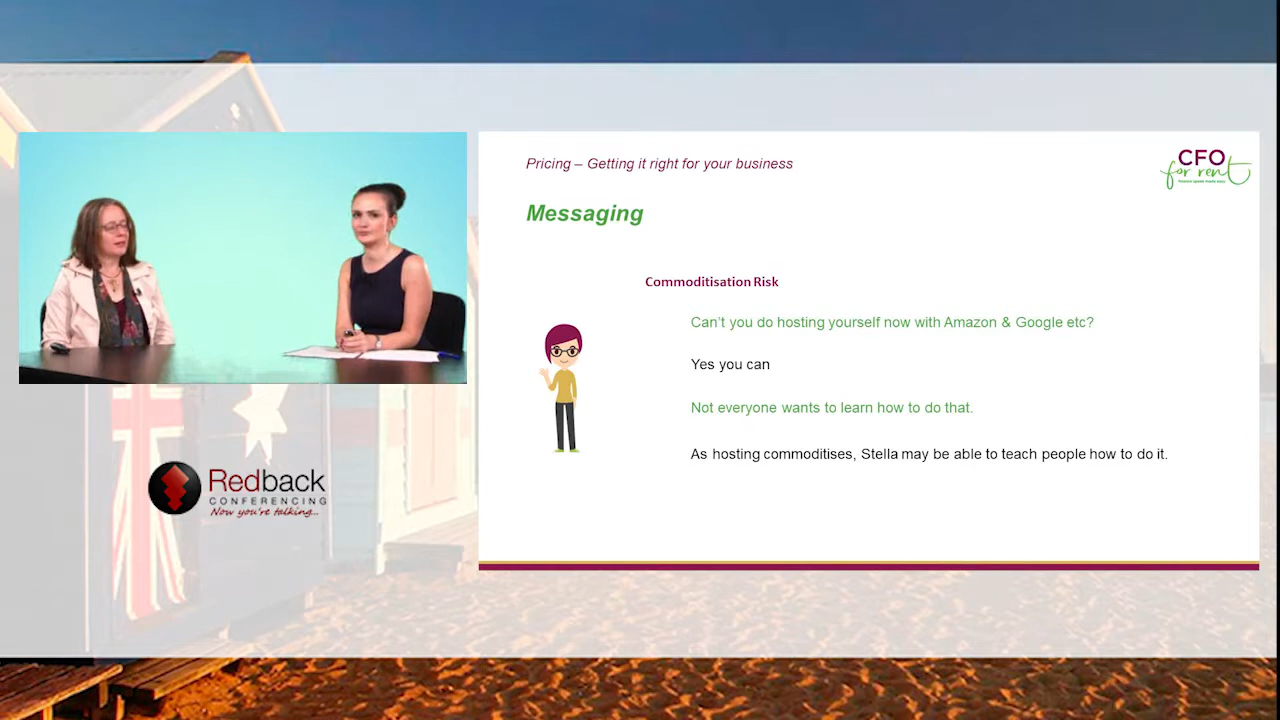 Pricing – Getting it right for your business
CFO
for rent
Messaging
Commoditisation Risk
Can't you do hosting yourself now with Amazon & Google etc?
Yes you can
Not everyone wants to learn how to do that.
As hosting commoditises, Stella may be able to teach people how to do it.
Redback
CONFERENCING
Now you're talking...